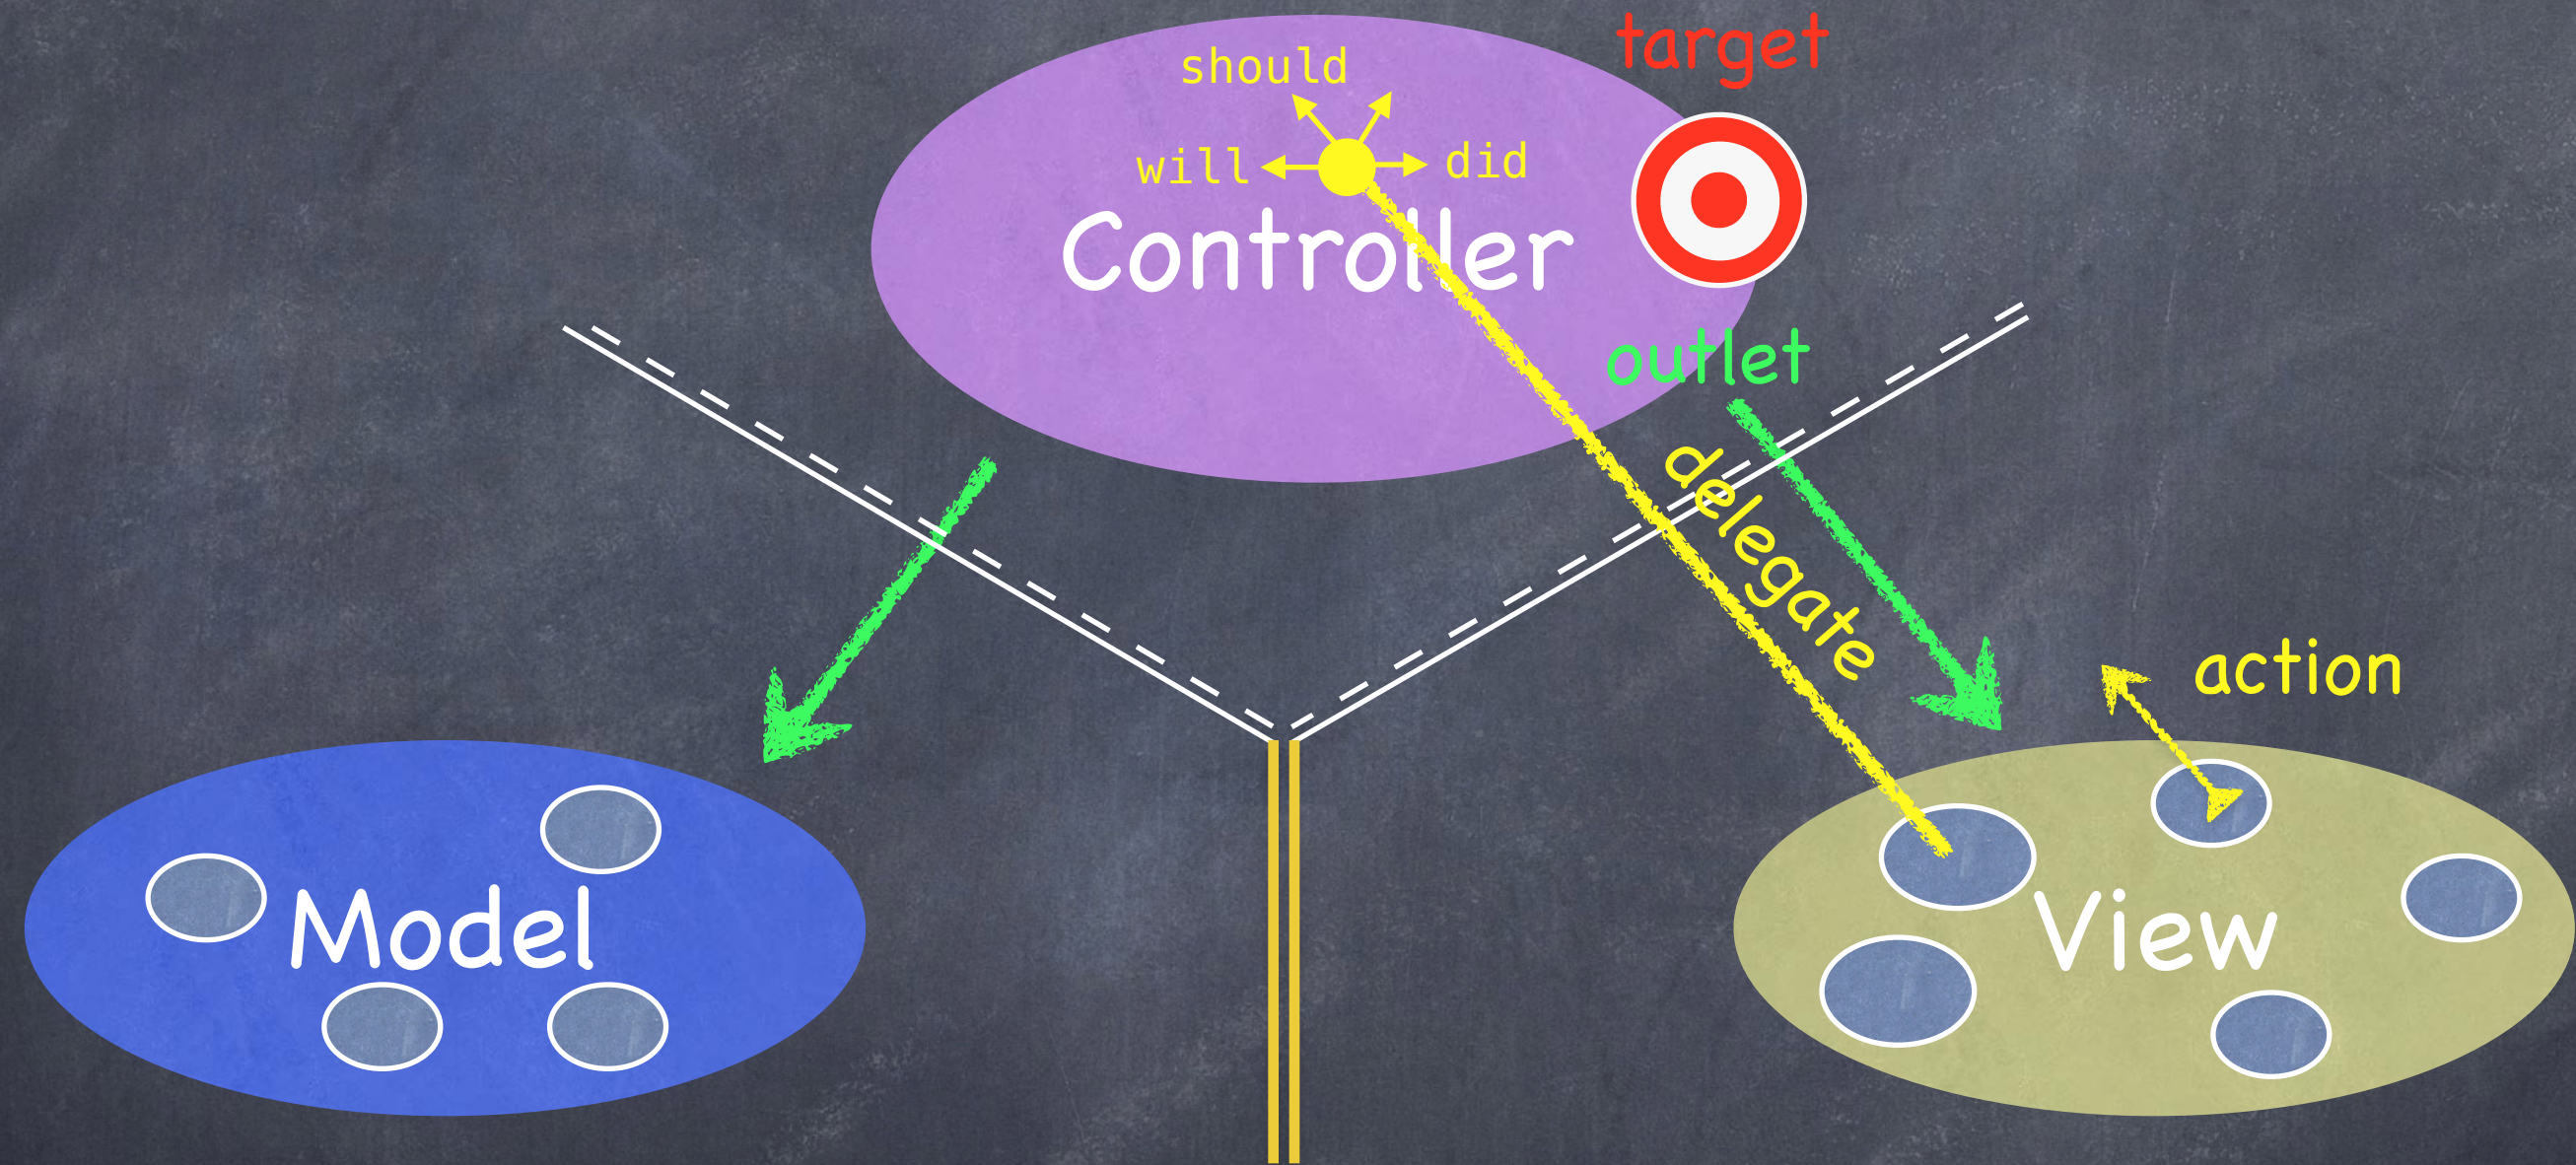 should
target
will
did
Controller
outlet
delegate
action
Model
View